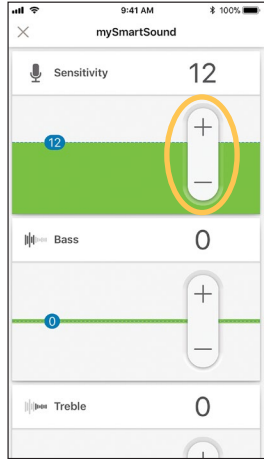 9:41 AM 100%
mySmartSound
Sensitivity 12
+
12
−
Bass 0
+
0
−
Treble 0
+